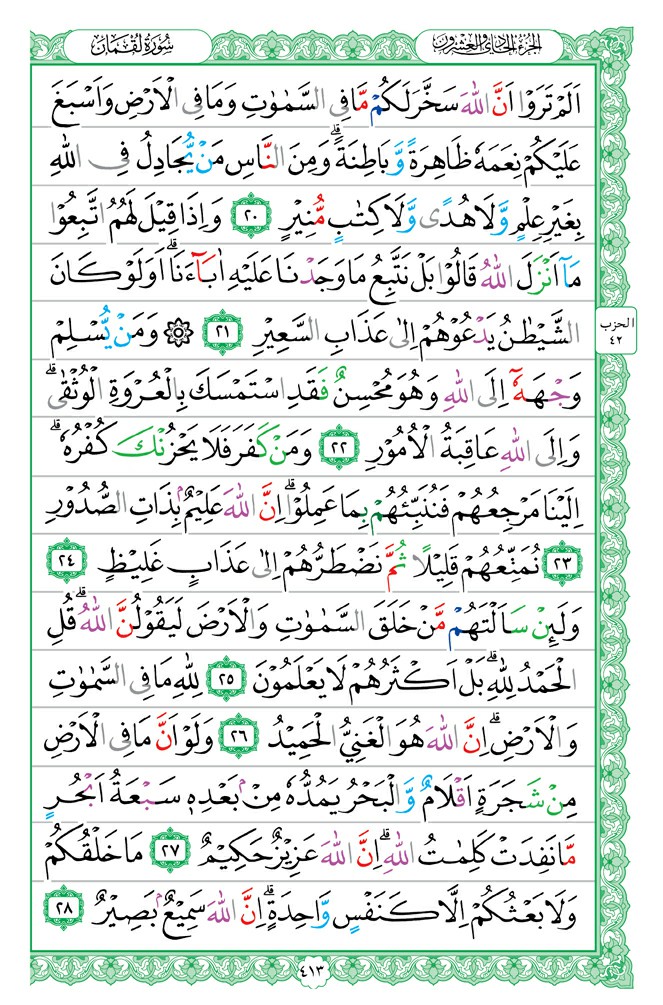 الجزء الحادي والعشرون
سورة لقمان
اَلَمْ تَرَوْا اَنَّ اللّٰهَ سَخَّرَ لَكُمْ مَّا فِي السَّمٰوٰتِ وَمَا فِي الْاَرْضِ وَاَسْبَغَ
عَلَيْكُمْ نِعَمَهٗ ظَاهِرَةً وَّبَاطِنَةً ۗ وَمِنَ النَّاسِ مَنْ يُّجَادِلُ فِي اللّٰهِ
بِغَيْرِ عِلْمٍ وَّلَا هُدًى وَّلَا كِتٰبٍ مُّنِيْرٍ ٢٠ وَاِذَا قِيْلَ لَهُمُ اتَّبِعُوْا
مَآ اَنْزَلَ اللّٰهُ قَالُوْا بَلْ نَتَّبِعُ مَا وَجَدْنَا عَلَيْهِ اٰبَآءَنَا ۗ اَوَلَوْ كَانَ
الشَّيْطٰنُ يَدْعُوْهُمْ اِلٰى عَذَابِ السَّعِيْرِ ٢١ ۞ وَمَنْ يُّسْلِمْ
الحزب
٤٢
وَجْهَهٗٓ اِلَى اللّٰهِ وَهُوَ مُحْسِنٌ فَقَدِ اسْتَمْسَكَ بِالْعُرْوَةِ الْوُثْقٰى ۗ
وَاِلَى اللّٰهِ عَاقِبَةُ الْاُمُوْرِ ٢٢ وَمَنْ كَفَرَ فَلَا يَحْزُنْكَ كُفْرُهٗ ۗ
اِلَيْنَا مَرْجِعُهُمْ فَنُنَبِّئُهُمْ بِمَا عَمِلُوْا ۗ اِنَّ اللّٰهَ عَلِيْمٌۢ بِذَاتِ الصُّدُوْرِ
٢٣ نُمَتِّعُهُمْ قَلِيْلًا ثُمَّ نَضْطَرُّهُمْ اِلٰى عَذَابٍ غَلِيْظٍ ٢٤
وَلَىِٕنْ سَاَلْتَهُمْ مَّنْ خَلَقَ السَّمٰوٰتِ وَالْاَرْضَ لَيَقُوْلُنَّ اللّٰهُ ۗ قُلِ
الْحَمْدُ لِلّٰهِ ۗ بَلْ اَكْثَرُهُمْ لَا يَعْلَمُوْنَ ٢٥ لِلّٰهِ مَا فِي السَّمٰوٰتِ
وَالْاَرْضِ ۗ اِنَّ اللّٰهَ هُوَ الْغَنِيُّ الْحَمِيْدُ ٢٦ وَلَوْ اَنَّ مَا فِي الْاَرْضِ
مِنْ شَجَرَةٍ اَقْلَامٌ وَّالْبَحْرُ يَمُدُّهٗ مِنْۢ بَعْدِهٖ سَبْعَةُ اَبْحُرٍ
مَّا نَفِدَتْ كَلِمٰتُ اللّٰهِ ۗ اِنَّ اللّٰهَ عَزِيْزٌ حَكِيْمٌ ٢٧ مَا خَلْقُكُمْ
وَلَا بَعْثُكُمْ اِلَّا كَنَفْسٍ وَّاحِدَةٍ ۗ اِنَّ اللّٰهَ سَمِيْعٌۢ بَصِيْرٌ ٢٨
٤١٣